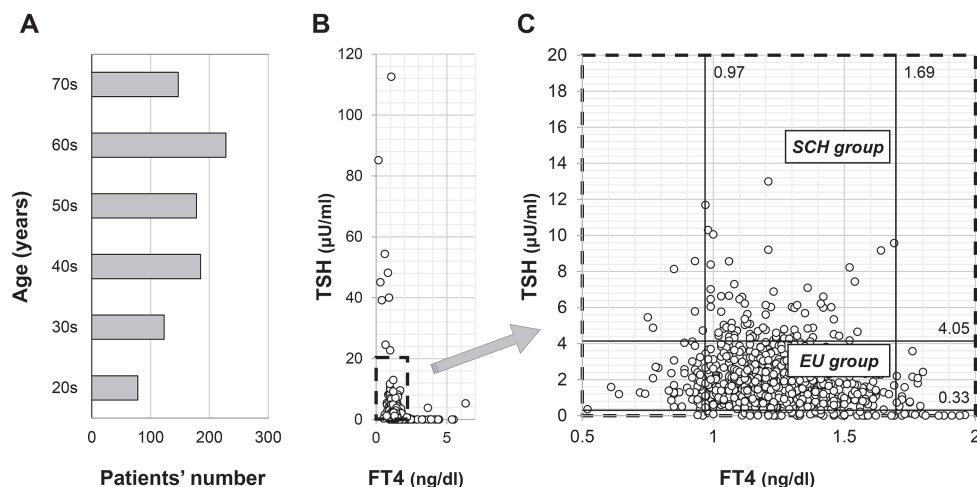 A
70s
60s
50s
40s
30s
20s
Age (years)
0 100 200 300
Patients' number
B
120
100
80
60
40
20
0
TSH (μU/ml)
0 5
FT4 (ng/dl)
C
20
18
16
14
12
10
8
6
4
2
0
TSH (μU/ml)
0.97 1.69
SCH group
4.05
EU group
0.33
0.5 1 1.5 2
FT4 (ng/dl)